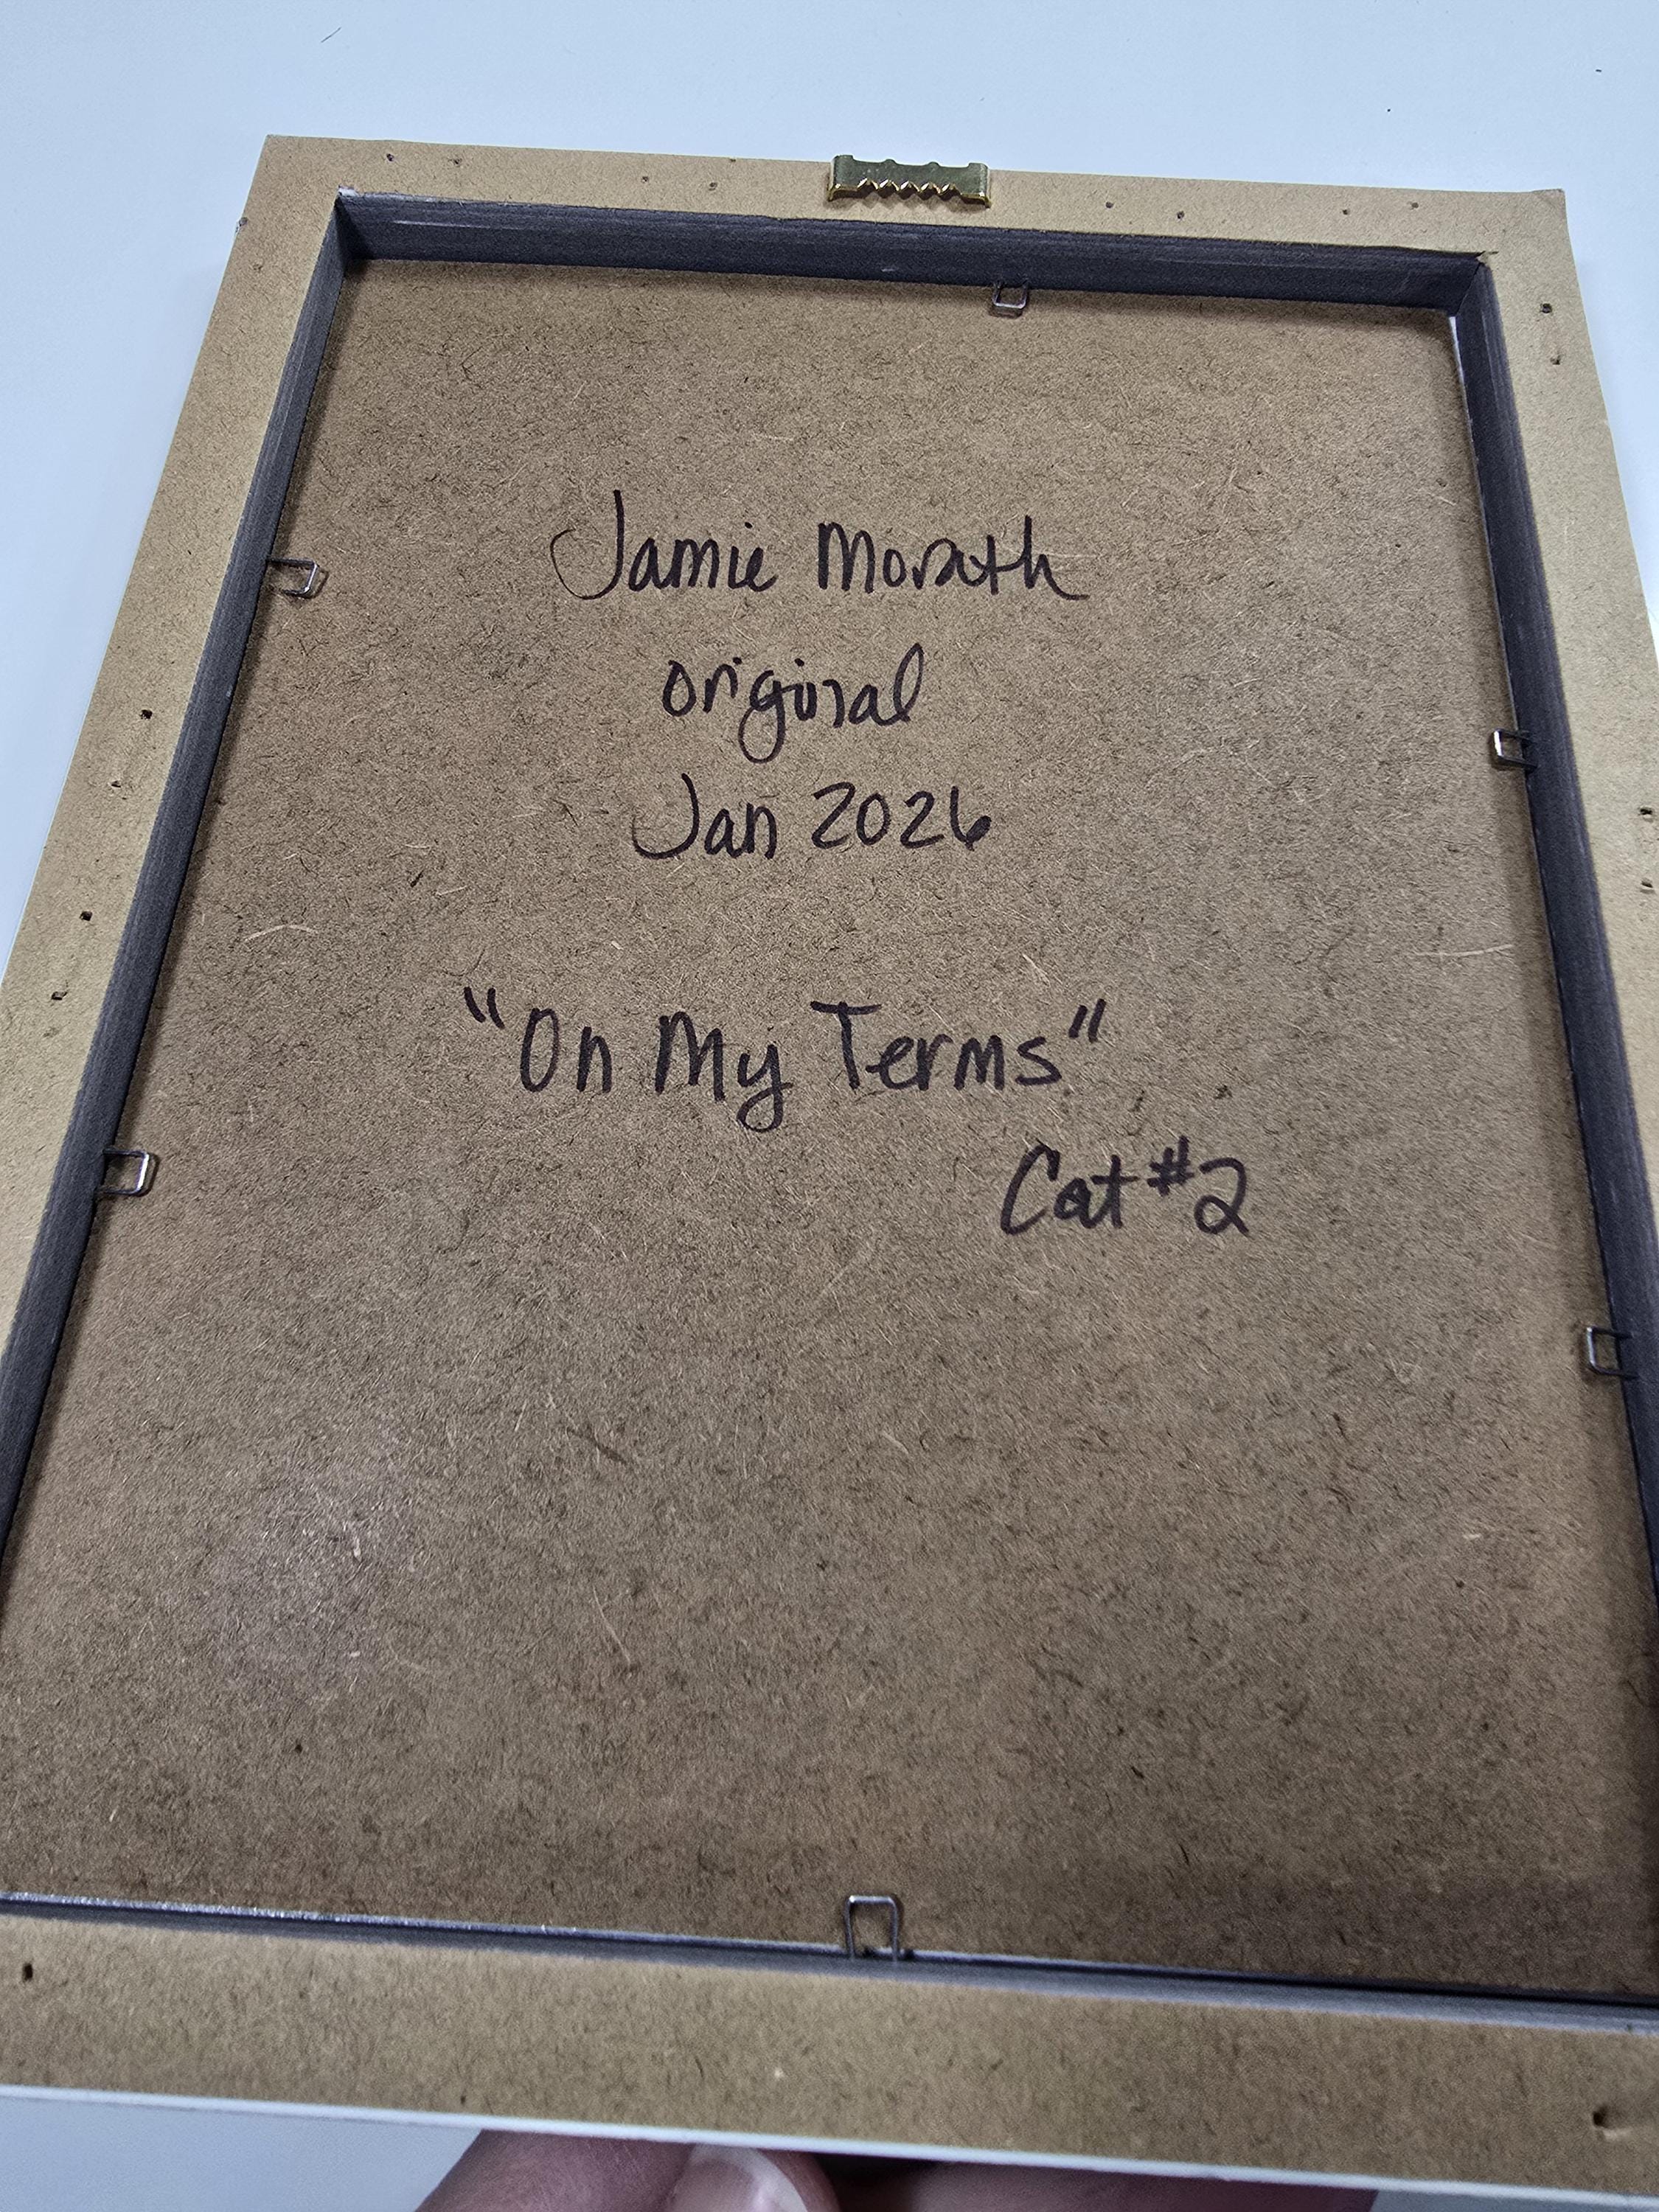 Jamie Morath
original
Jan 2026
"On My Terms"
Cat #2